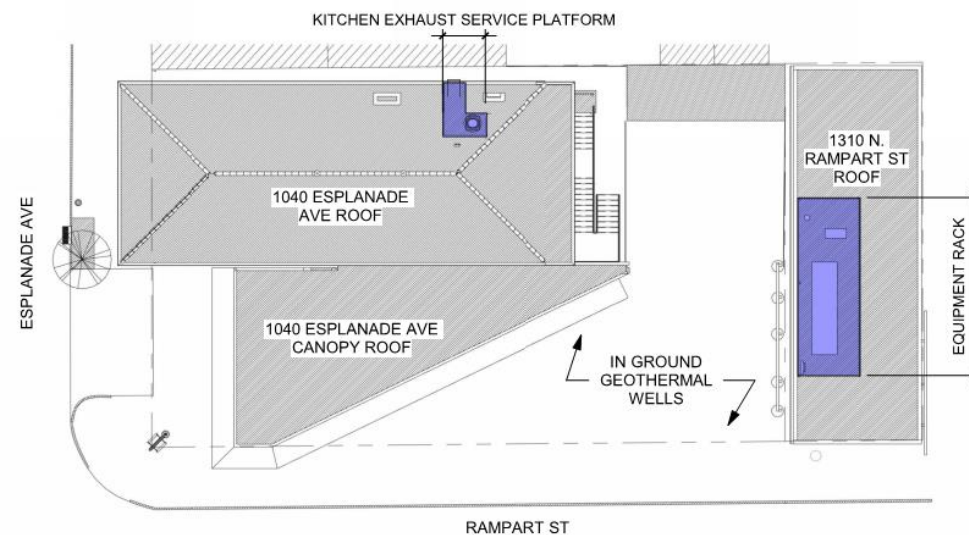 KITCHEN EXHAUST SERVICE PLATFORM
1310 N.
RAMPART ST
ROOF
1040 ESPLANADE
AVE ROOF
ESPLANADE AVE
EQUIPMENT RACK
1040 ESPLANADE AVE
CANOPY ROOF
IN GROUND
GEOTHERMAL
WELLS
RAMPART ST